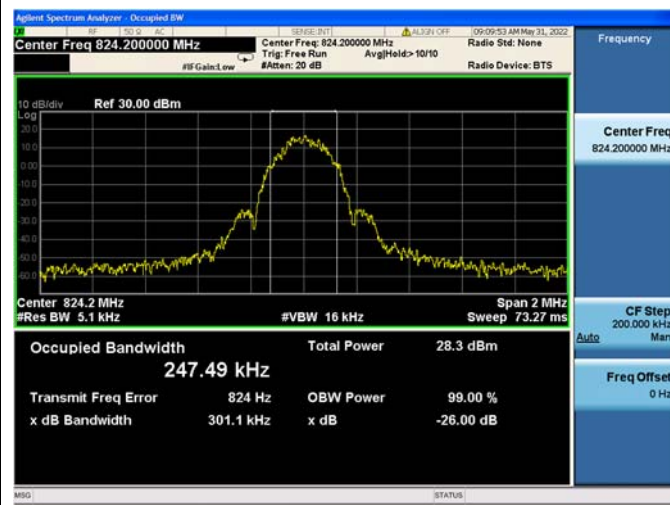 Agilent Spectrum Analyzer - Occupied BW
RF 50 Ω AC SENSE:INT ALIGN OFF 09:09:53 AM May 31, 2022
Center Freq 824.200000 MHz Center Freq: 824.200000 MHz Radio Std: None
Trig: Free Run Avg|Hold:>10/10
#IFGain:Low #Atten: 20 dB Radio Device: BTS
Frequency
10 dB/div Ref 30.00 dBm
Log
20.0
10.0
0.00
-10.0
-20.0
-30.0
-40.0
-50.0
-60.0
Center 824.2 MHz Span 2 MHz
#Res BW 5.1 kHz #VBW 16 kHz Sweep 73.27 ms
Occupied Bandwidth Total Power 28.3 dBm
247.49 kHz
Transmit Freq Error 824 Hz OBW Power 99.00 %
x dB Bandwidth 301.1 kHz x dB -26.00 dB
Center Freq
824.200000 MHz
CF Step
200.000 kHz
Auto Man
Freq Offset
0 Hz
MSG STATUS